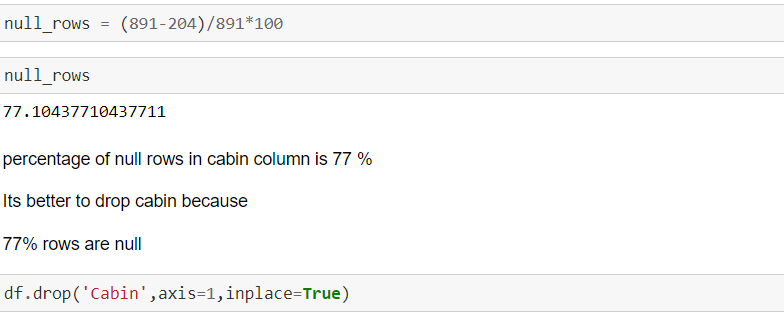 null_rows = (891-204)/891*100
null_rows
77.10437710437711
percentage of null rows in cabin column is 77 %
Its better to drop cabin because
77% rows are null
df.drop('Cabin',axis=1,inplace=True)